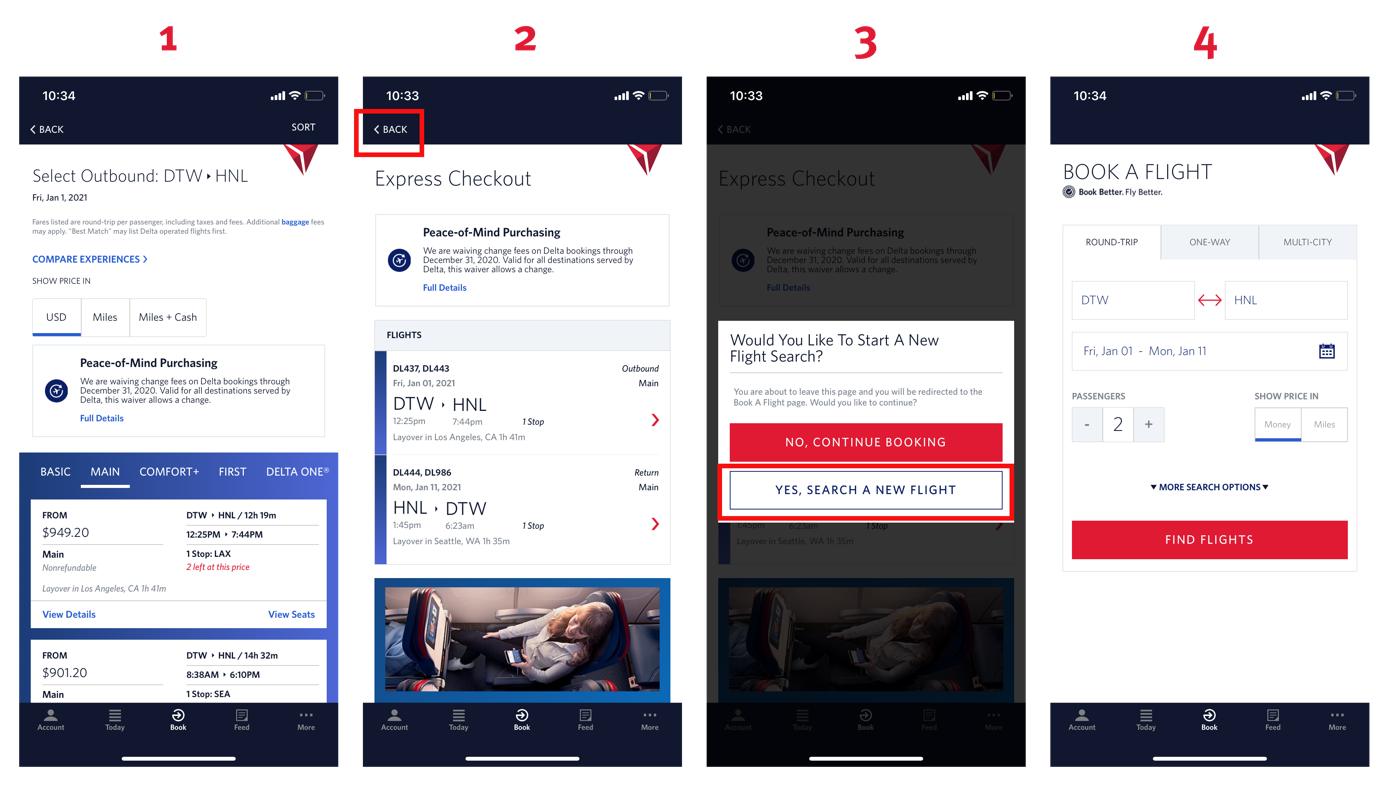 1
10:34
BACK
SORT
Select Outbound: DTW ▸ HNL
Fri, Jan 1, 2021
Fares listed are round-trip per passenger, including taxes and fees. Additional baggage fees
may apply. "Best Match" may list Delta operated flights first.
COMPARE EXPERIENCES >
SHOW PRICE IN
USD
Miles
Miles + Cash
Peace-of-Mind Purchasing
We are waiving change fees on Delta bookings through
December 31, 2020. Valid for all destinations served by
Delta, this waiver allows a change.
Full Details
BASIC
MAIN
COMFORT+
FIRST
DELTA ONE®
FROM
$949.20
Main
Nonrefundable
DTW ▸ HNL / 12h 19m
12:25PM ▸ 7:44PM
1 Stop: LAX
2 left at this price
Layover in Los Angeles, CA 1h 41m
View Details
View Seats
FROM
$901.20
Main
DTW ▸ HNL / 14h 32m
8:38AM ▸ 6:10PM
1 Stop: SEA
Account
Today
Book
Feed
More
2
10:33
BACK
Express Checkout
Peace-of-Mind Purchasing
We are waiving change fees on Delta bookings through
December 31, 2020. Valid for all destinations served by
Delta, this waiver allows a change.
Full Details
FLIGHTS
DL437, DL443
Outbound
Fri, Jan 01, 2021
Main
DTW ▸ HNL
12:25pm
7:44pm
1 Stop
Layover in Los Angeles, CA 1h 41m
DL444, DL986
Return
Mon, Jan 11, 2021
Main
HNL ▸ DTW
1:45pm
6:23am
1 Stop
Layover in Seattle, WA 1h 35m
Account
Today
Book
Feed
More
3
10:33
BACK
Express Checkout
Peace-of-Mind Purchasing
We are waiving change fees on Delta bookings through
December 31, 2020. Valid for all destinations served by
Delta, this waiver allows a change.
Would You Like To Start A New
Flight Search?
You are about to leave this page and you will be redirected to the
Book A Flight page. Would you like to continue?
NO, CONTINUE BOOKING
YES, SEARCH A NEW FLIGHT
1:45pm
6:23am
1 Stop
Layover in Seattle, WA 1h 35m
Account
Today
Book
Feed
More
Full Details
4
10:34
BOOK A FLIGHT
Book Better. Fly Better.
ROUND-TRIP
ONE-WAY
MULTI-CITY
DTW
HNL
Fri, Jan 01 - Mon, Jan 11
PASSENGERS
- 2 +
SHOW PRICE IN
Money
Miles
▼ MORE SEARCH OPTIONS ▼
FIND FLIGHTS
Account
Today
Book
Feed
More